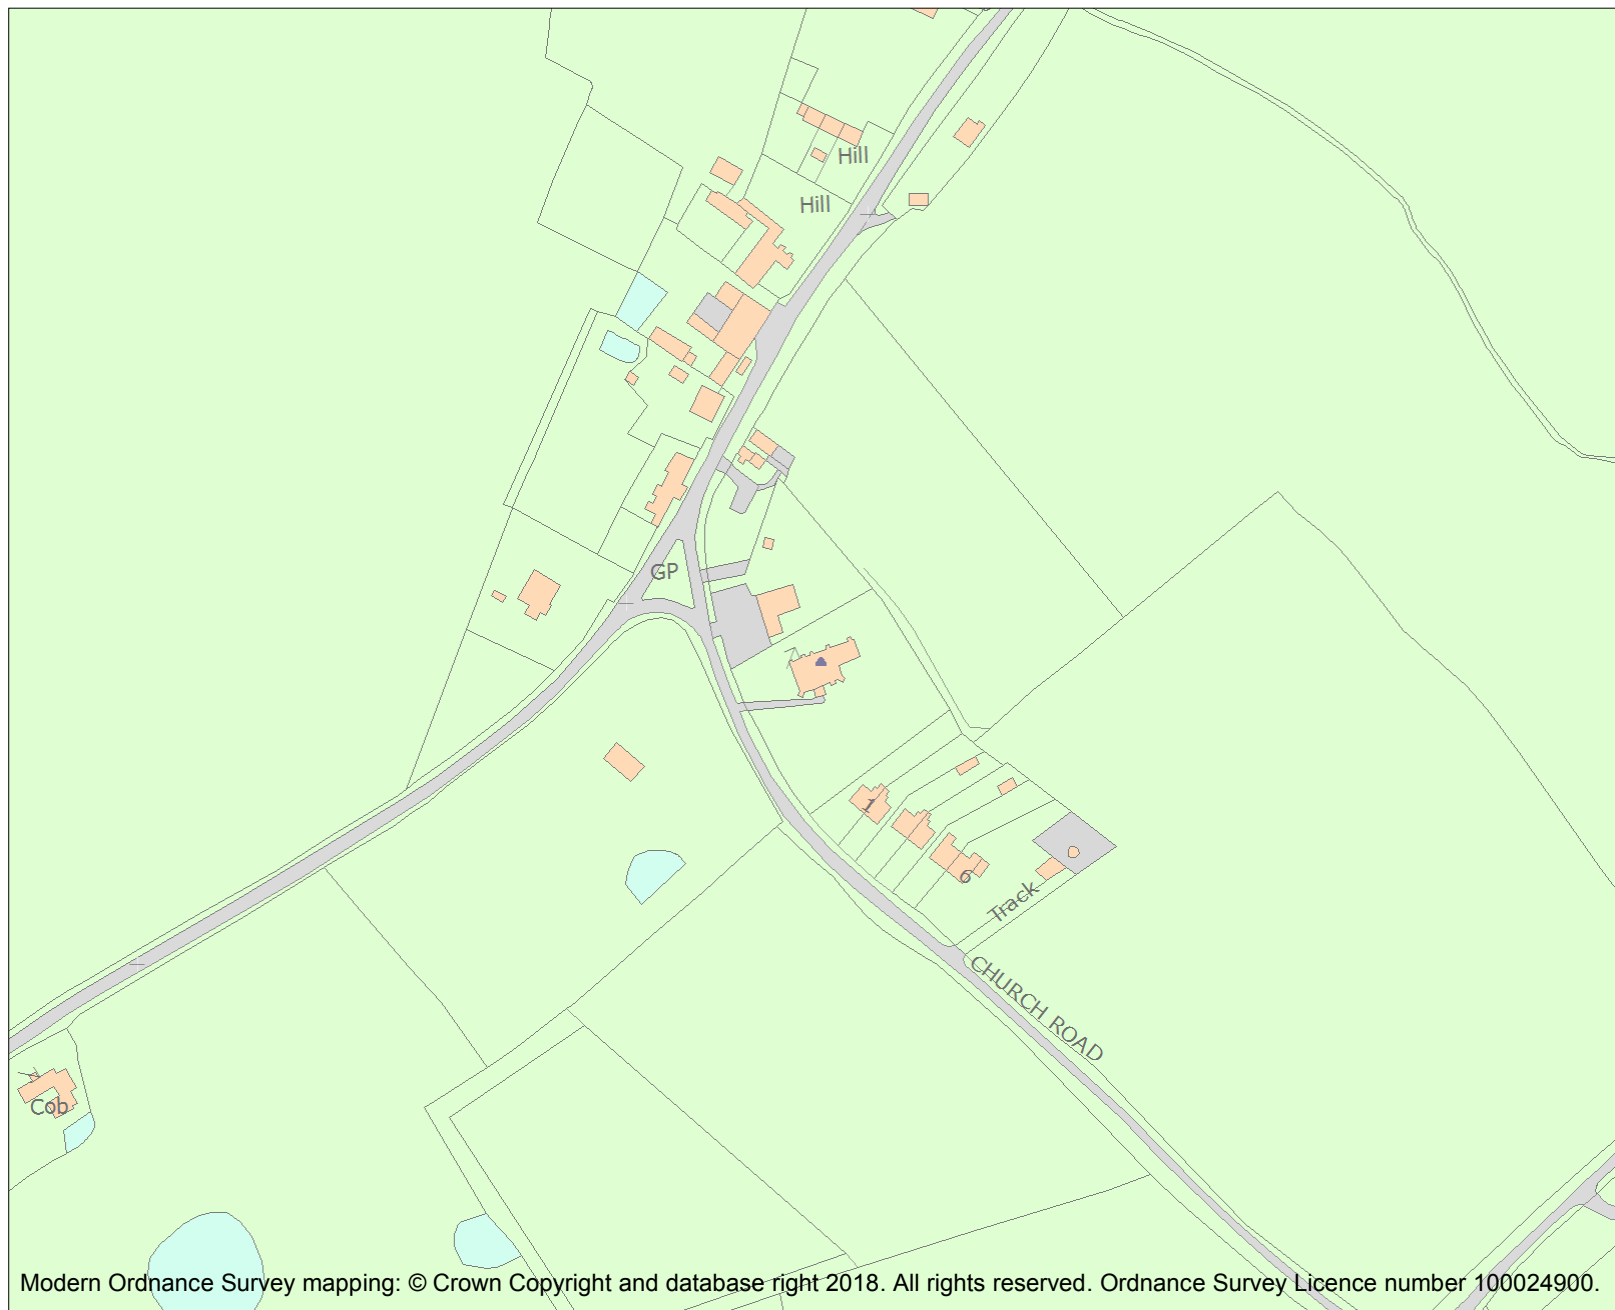 Hill
Hill
GP
1
6
Track
CHURCH ROAD
Cob
Modern Ordnance Survey mapping: © Crown Copyright and database right 2018. All rights reserved. Ordnance Survey Licence number 100024900.